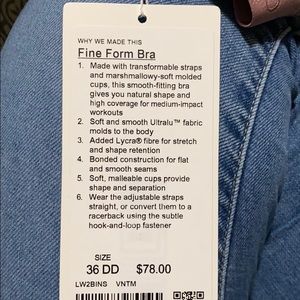 WHY WE MADE THIS
Fine Form Bra
1. Made with transformable straps
and marshmallow-soft molded
cups, this smooth-fitting bra
gives you natural shape and
high coverage for medium-impact
workouts
2. Soft and smooth Ultralu™ fabric
molds to the body
3. Added Lycra® fibre for stretch
and shape retention
4. Bonded construction for flat
and smooth seams
5. Soft, malleable cups provide
shape and separation
6. Wear the adjustable straps
straight, or convert them to a
racerback using the subtle
hook-and-loop fastener
SIZE
36 DD $78.00
LW2BINS VNTM